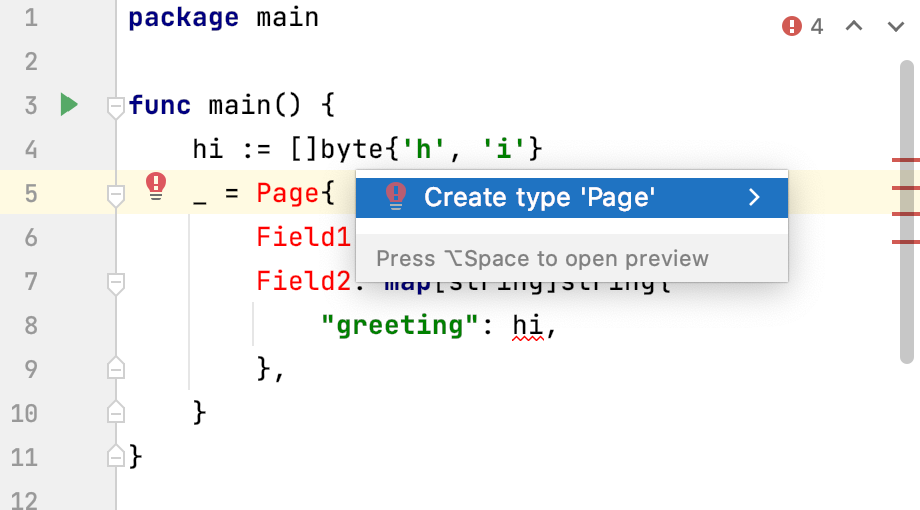 1 package main
4
2
3 func main() {
4 hi := []byte{'h', 'i'}
5 _ = Page{
Create type 'Page'
6 Field1
Press ⌥Space to open preview
7 Field2: map[string]string{
8 "greeting": hi,
9 },
10 }
11 }
12